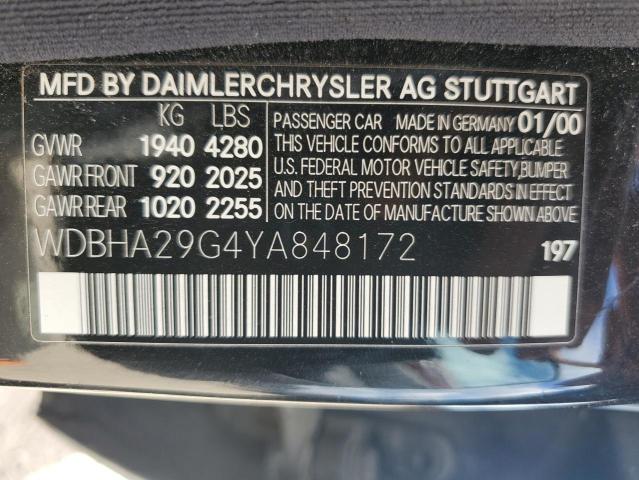 MFD BY DAIMLERCHRYSLER AG STUTTGART
KG LBS
GVWR 1940 4280
GAWR FRONT 920 2025
GAWR REAR 1020 2255
PASSENGER CAR MADE IN GERMANY 01/00
THIS VEHICLE CONFORMS TO ALL APPLICABLE
U.S. FEDERAL MOTOR VEHICLE SAFETY, BUMPER
AND THEFT PREVENTION STANDARDS IN EFFECT
ON THE DATE OF MANUFACTURE SHOWN ABOVE.
WDBHA29G4YA848172 197